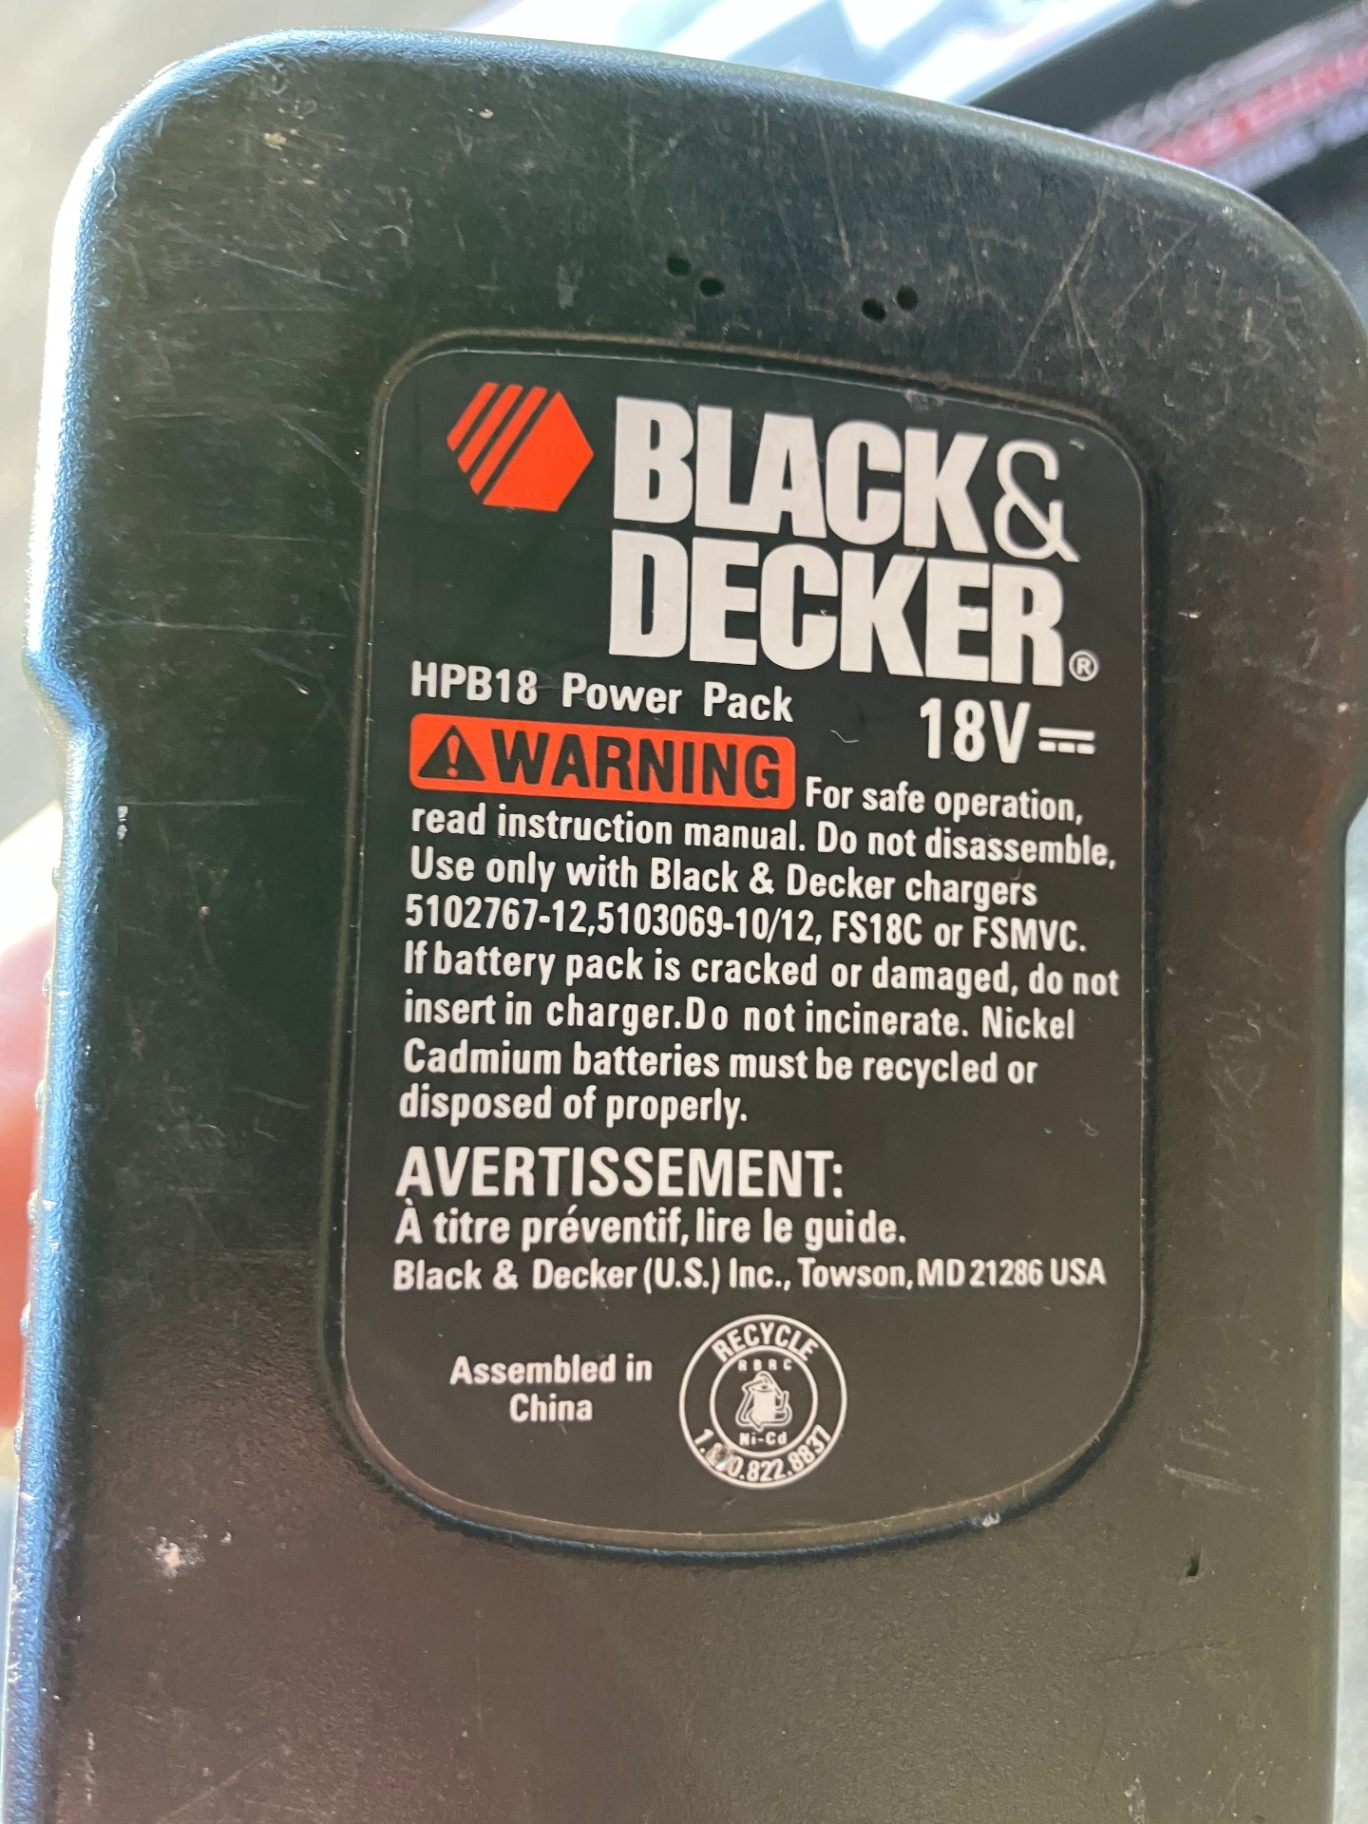 BLACK&
DECKER®
HPB18 Power Pack 18V
WARNING For safe operation,
read instruction manual. Do not disassemble,
Use only with Black & Decker chargers
5102767-12,5103069-10/12, FS18C or FSMVC.
If battery pack is cracked or damaged, do not
insert in charger.Do not incinerate. Nickel
Cadmium batteries must be recycled or
disposed of properly.
AVERTISSEMENT:
À titre préventif, lire le guide.
Black & Decker (U.S.) Inc., Towson, MD 21286 USA
Assembled in
China
RECYCLE
RBRC
Ni-Cd